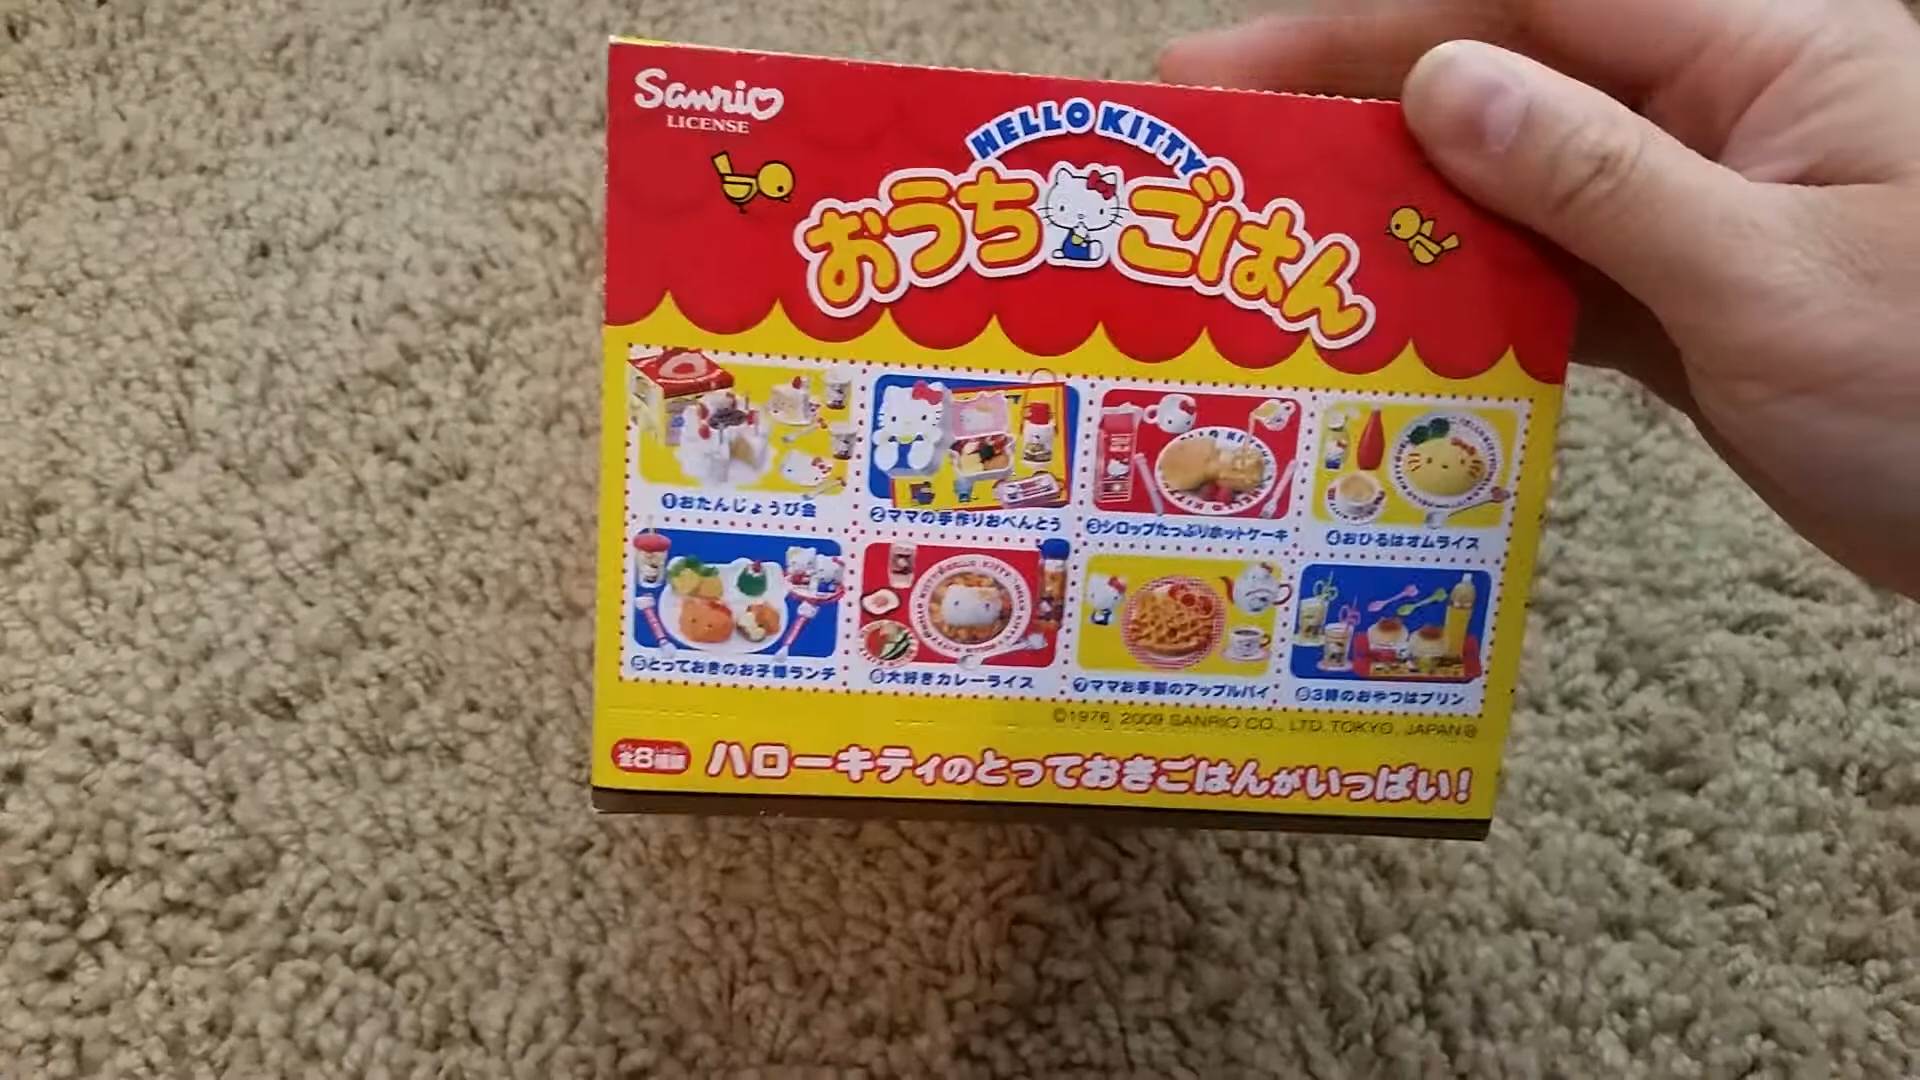 Sanrio
LICENSE
HELLO KITTY
おうちごはん
①おたんじょうび会
②ママの手作りおべんとう
③シロップたっぷりホットケーキ
④おひるはオムライス
⑤とっておきのお子様ランチ
⑥大好きカレーライス
⑦ママお手製のアップルパイ
⑧3時のおやつはプリン
©1976, 2009 SANRIO CO., LTD. TOKYO, JAPAN Ⓑ
全8種類
ハローキティのとっておきごはんがいっぱい!